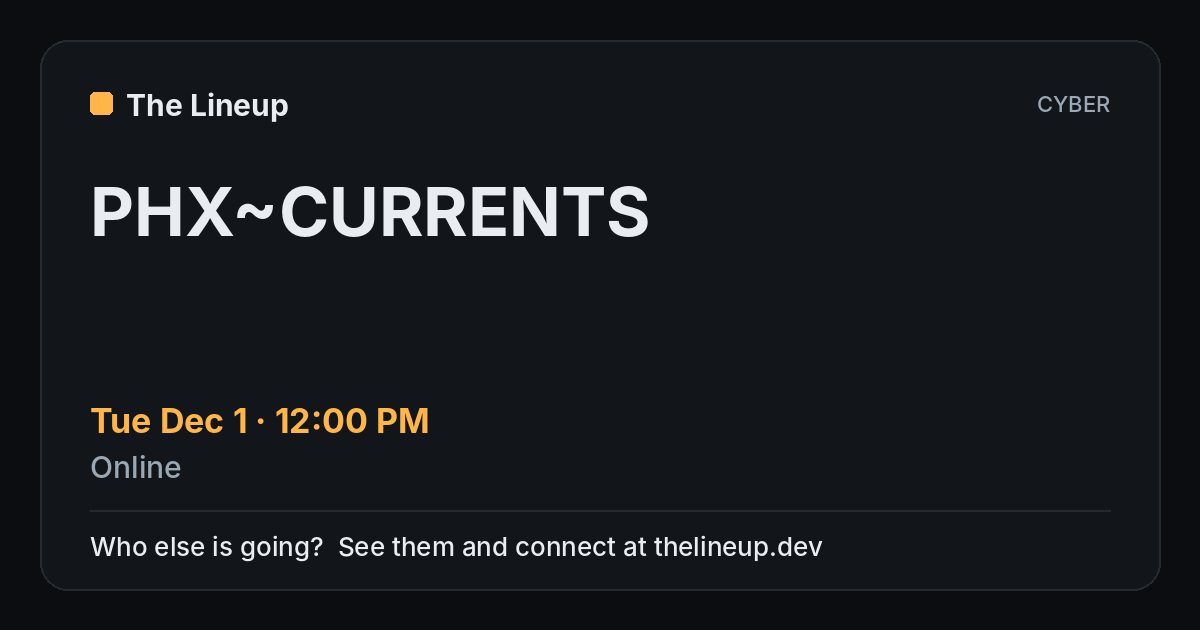 The Lineup
CYBER
PHX~CURRENTS
Tue Dec 1 · 12:00 PM
Online
Who else is going? See them and connect at thelineup.dev